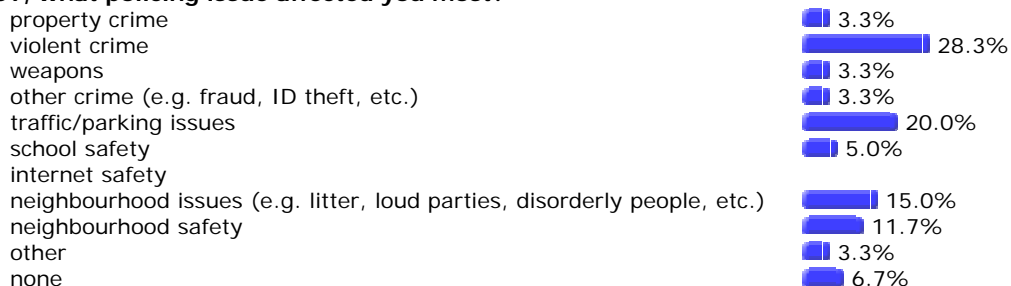 what policing issue affected you most?
property crime 3.3%
violent crime 28.3%
weapons 3.3%
other crime (e.g. fraud, ID theft, etc.) 3.3%
traffic/parking issues 20.0%
school safety 5.0%
internet safety
neighbourhood issues (e.g. litter, loud parties, disorderly people, etc.) 15.0%
neighbourhood safety 11.7%
other 3.3%
none 6.7%